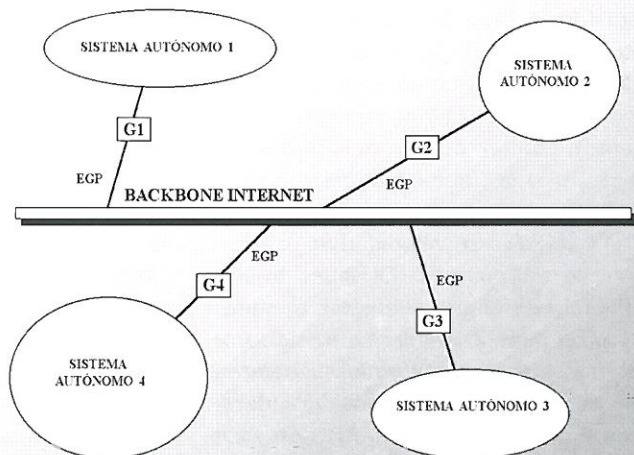 SISTEMA AUTÓNOMO 1
SISTEMA
AUTÓNOMO 2
G1
G2
EGP
EGP
BACKBONE INTERNET
EGP
EGP
G4
G3
SISTEMA
AUTÓNOMO 4
SISTEMA AUTÓNOMO 3